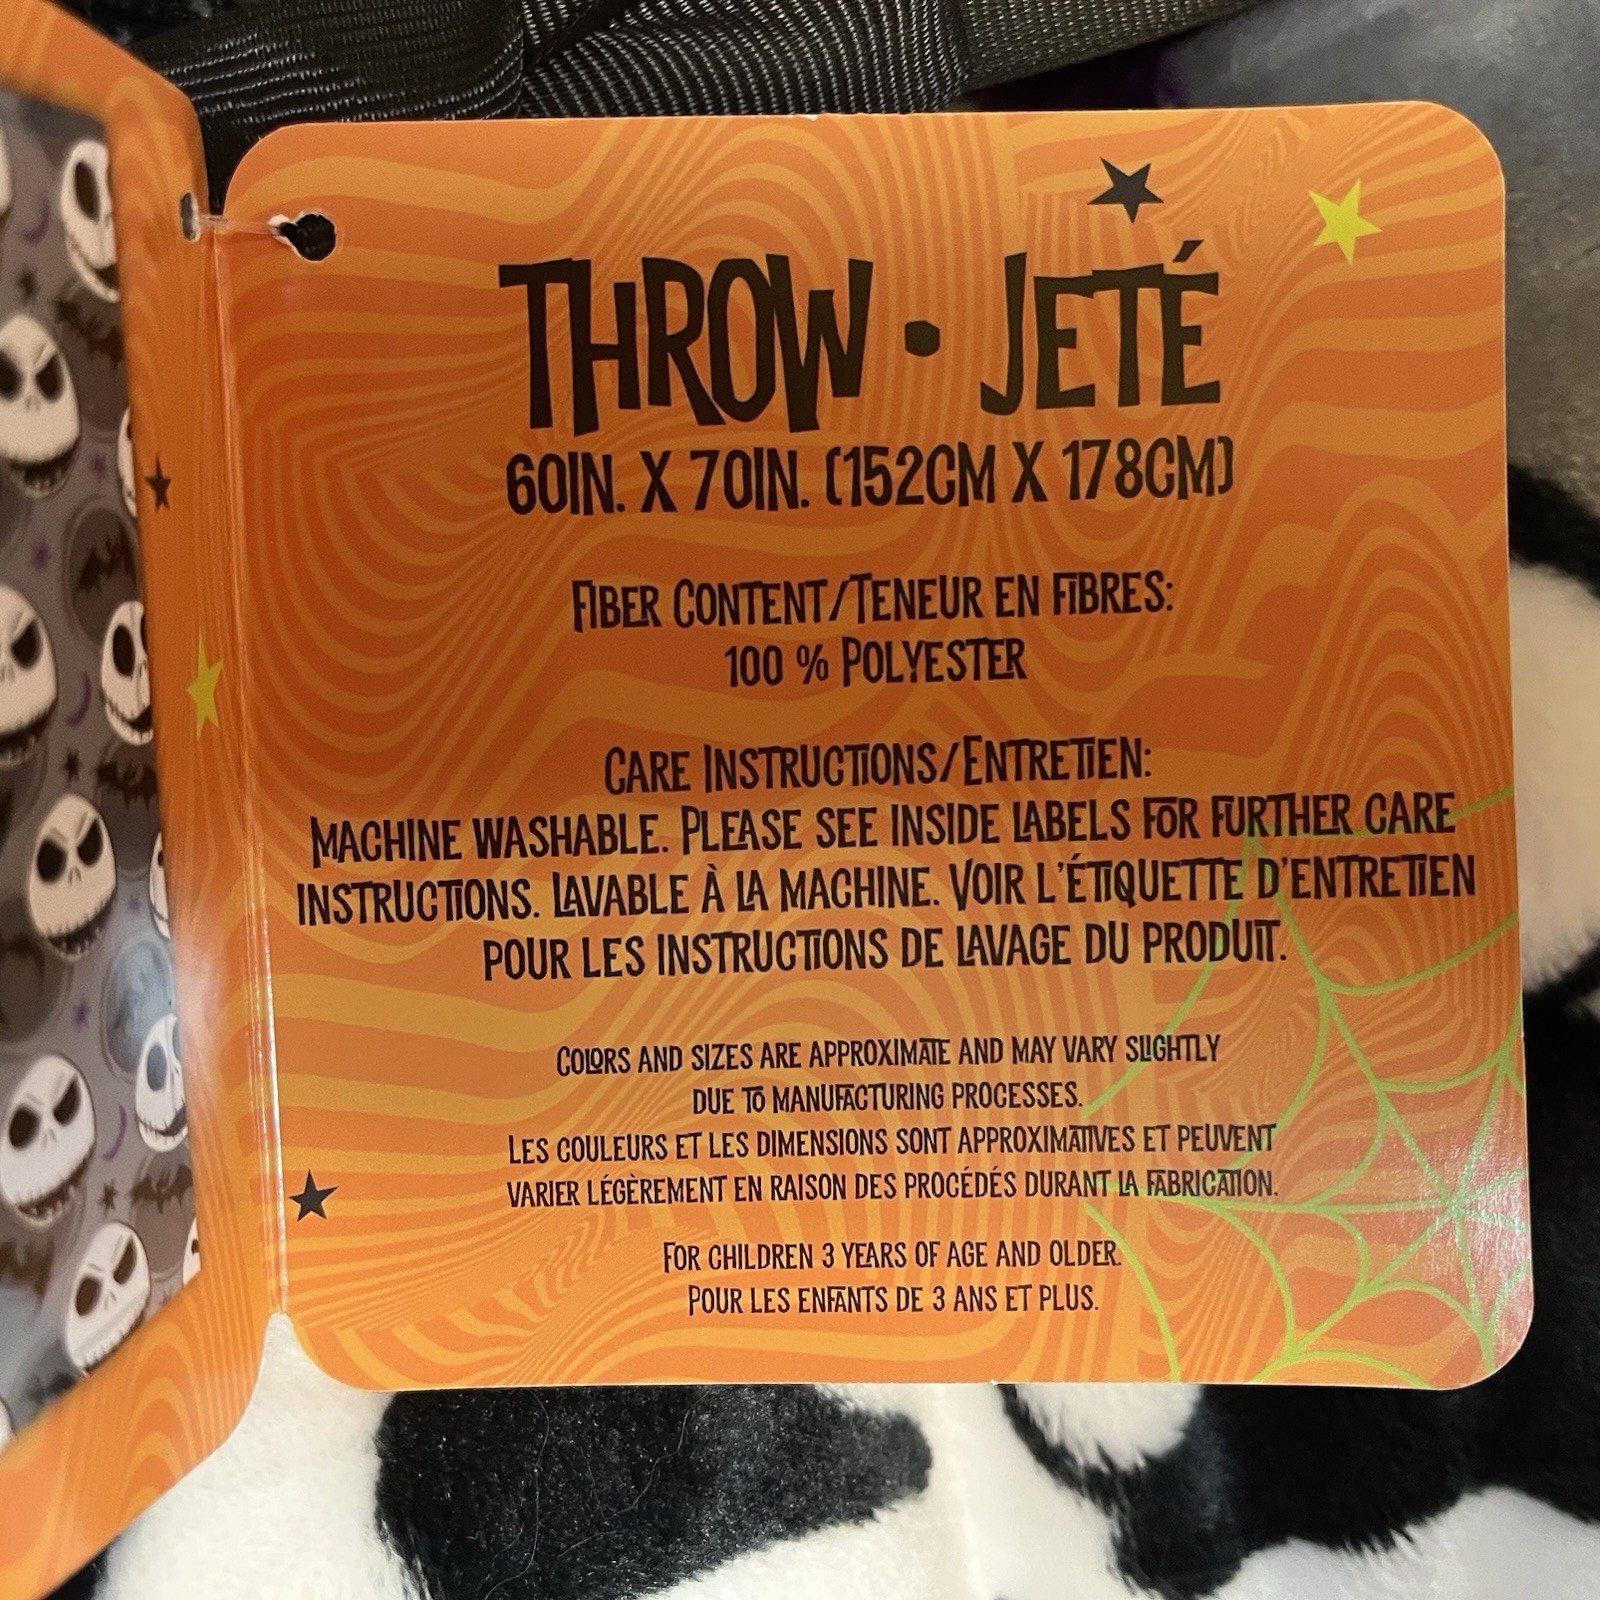 THROW • JETÉ
60IN. X 70IN. (152CM X 178CM)
FIBER CONTENT/TENEUR EN FIBRES:
100 % POLYESTER
CARE INSTRUCTIONS/ENTRETIEN:
MACHINE WASHABLE. PLEASE SEE INSIDE LABELS FOR FURTHER CARE
INSTRUCTIONS. LAVABLE À LA MACHINE. VOIR L'ÉTIQUETTE D'ENTRETIEN
POUR LES INSTRUCTIONS DE LAVAGE DU PRODUIT.
COLORS AND SIZES ARE APPROXIMATE AND MAY VARY SLIGHTLY
DUE TO MANUFACTURING PROCESSES.
LES COULEURS ET LES DIMENSIONS SONT APPROXIMATIVES ET PEUVENT
VARIER LÉGÈREMENT EN RAISON DES PROCÉDÉS DURANT LA FABRICATION.
FOR CHILDREN 3 YEARS OF AGE AND OLDER.
POUR LES ENFANTS DE 3 ANS ET PLUS.